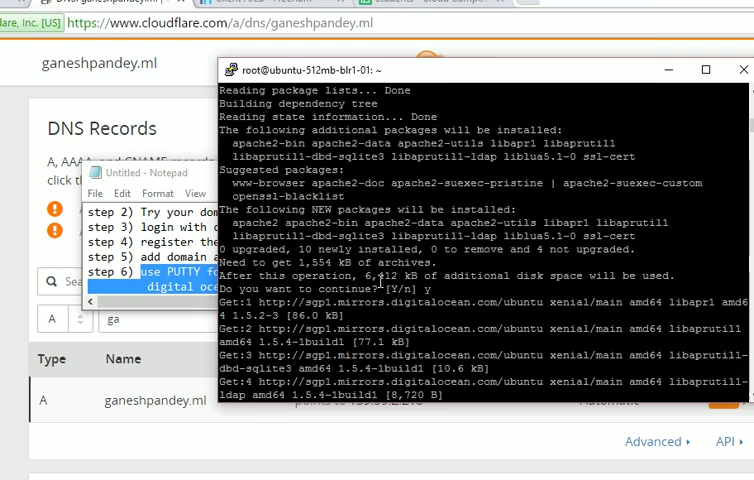 flare, Inc. [US] https://www.cloudflare.com/a/dns/ganeshpandey.ml
ganeshpandey.ml
DNS Records
click
Untitled - Notepad
File Edit Format View
step 2) Try your dom
step 3) login with
step 4) register the
step 5) add domain a
step 6) use PUTTY fo
digital oce
A
ga
Type Name
A ganeshpandey.ml
Automatic
Advanced API
root@ubuntu-512mb-blr1-01: ~
Reading package lists... Done
Building dependency tree
Reading state information... Done
The following additional packages will be installed:
apache2-bin apache2-data apache2-utils libapr1 libaprutil1
libaprutil1-dbd-sqlite3 libaprutil1-ldap liblua5.1-0 ssl-cert
Suggested packages:
www-browser apache2-doc apache2-suexec-pristine | apache2-suexec-custom
openssl-blacklist
The following NEW packages will be installed:
apache2 apache2-bin apache2-data apache2-utils libapr1 libaprutil1
libaprutil1-dbd-sqlite3 libaprutil1-ldap liblua5.1-0 ssl-cert
0 upgraded, 10 newly installed, 0 to remove and 4 not upgraded.
Need to get 1,554 kB of archives.
After this operation, kB of additional disk space will be used.
Do you want to continue? [Y/n] y
Get:1 http://sgp1.mirrors.digitalocean.com/ubuntu xenial/main amd64 libapr1 amd6
4 1.5.2-3 [86.0 kB]
Get:2 http://sgp1.mirrors.digitalocean.com/ubuntu xenial/main amd64 libaprutil1
amd64 1.5.4-1build1 [77.1 kB]
Get:3 http://sgp1.mirrors.digitalocean.com/ubuntu xenial/main amd64 libaprutil1-
dbd-sqlite3 amd64 1.5.4-1build1 [10.6 kB]
Get:4 http://sgp1.mirrors.digitalocean.com/ubuntu xenial/main amd64 libaprutil1-
ldap amd64 1.5.4-1build1 [8,720 B]